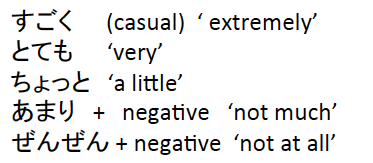 すごく (casual) ‘ extremely’
とても ‘very’
ちょっと ‘a little’
あまり + negative ‘not much’
ぜんぜん + negative ‘not at all’